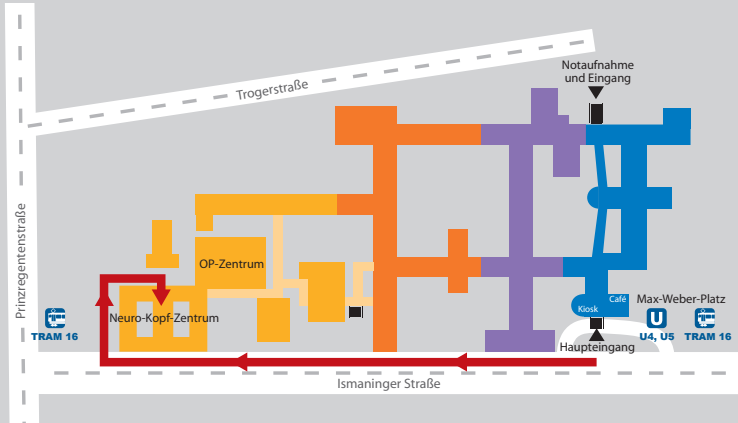 Notaufnahme
und Eingang
Trogerstraße
Prinzregentenstraße
OP-Zentrum
Neuro-Kopf-Zentrum
TRAM 16
Café
Kiosk
Max-Weber-Platz
U
U4, U5
TRAM 16
Haupteingang
Ismaninger Straße